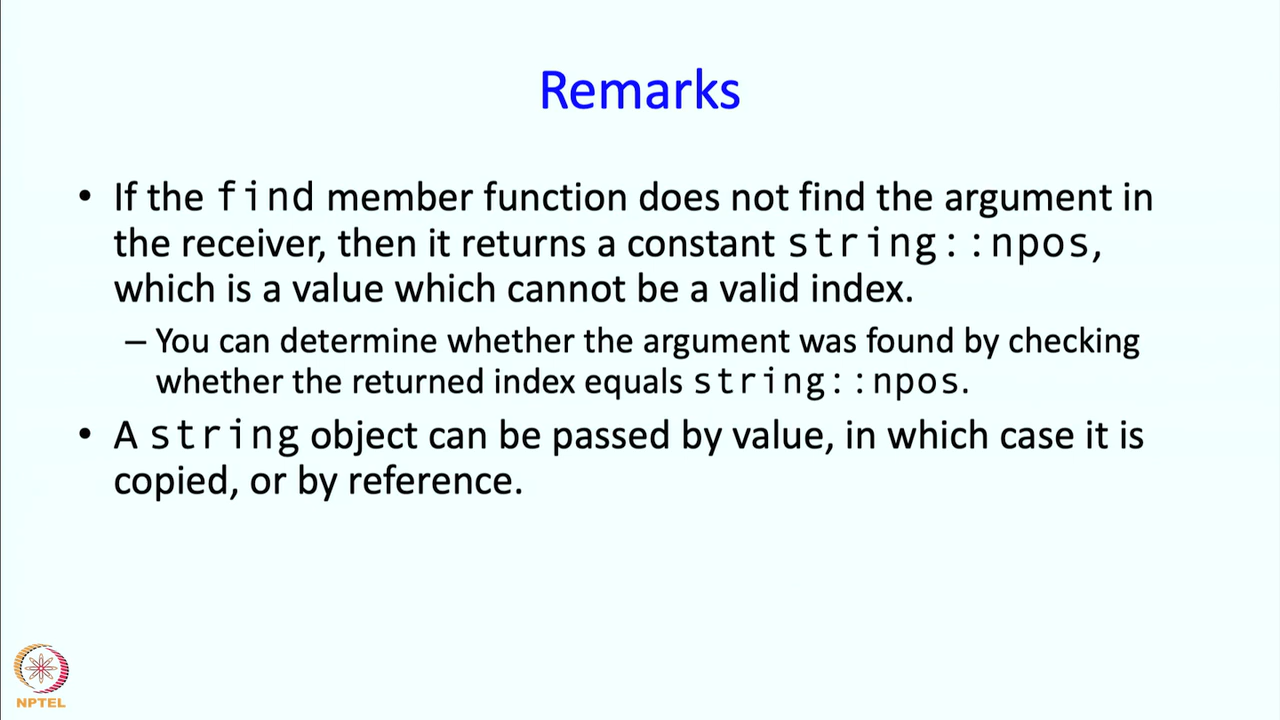 Remarks
• If the find member function does not find the argument in
the receiver, then it returns a constant string::npos,
which is a value which cannot be a valid index.
– You can determine whether the argument was found by checking
whether the returned index equals string::npos.
• A string object can be passed by value, in which case it is
copied, or by reference.
NPTEL